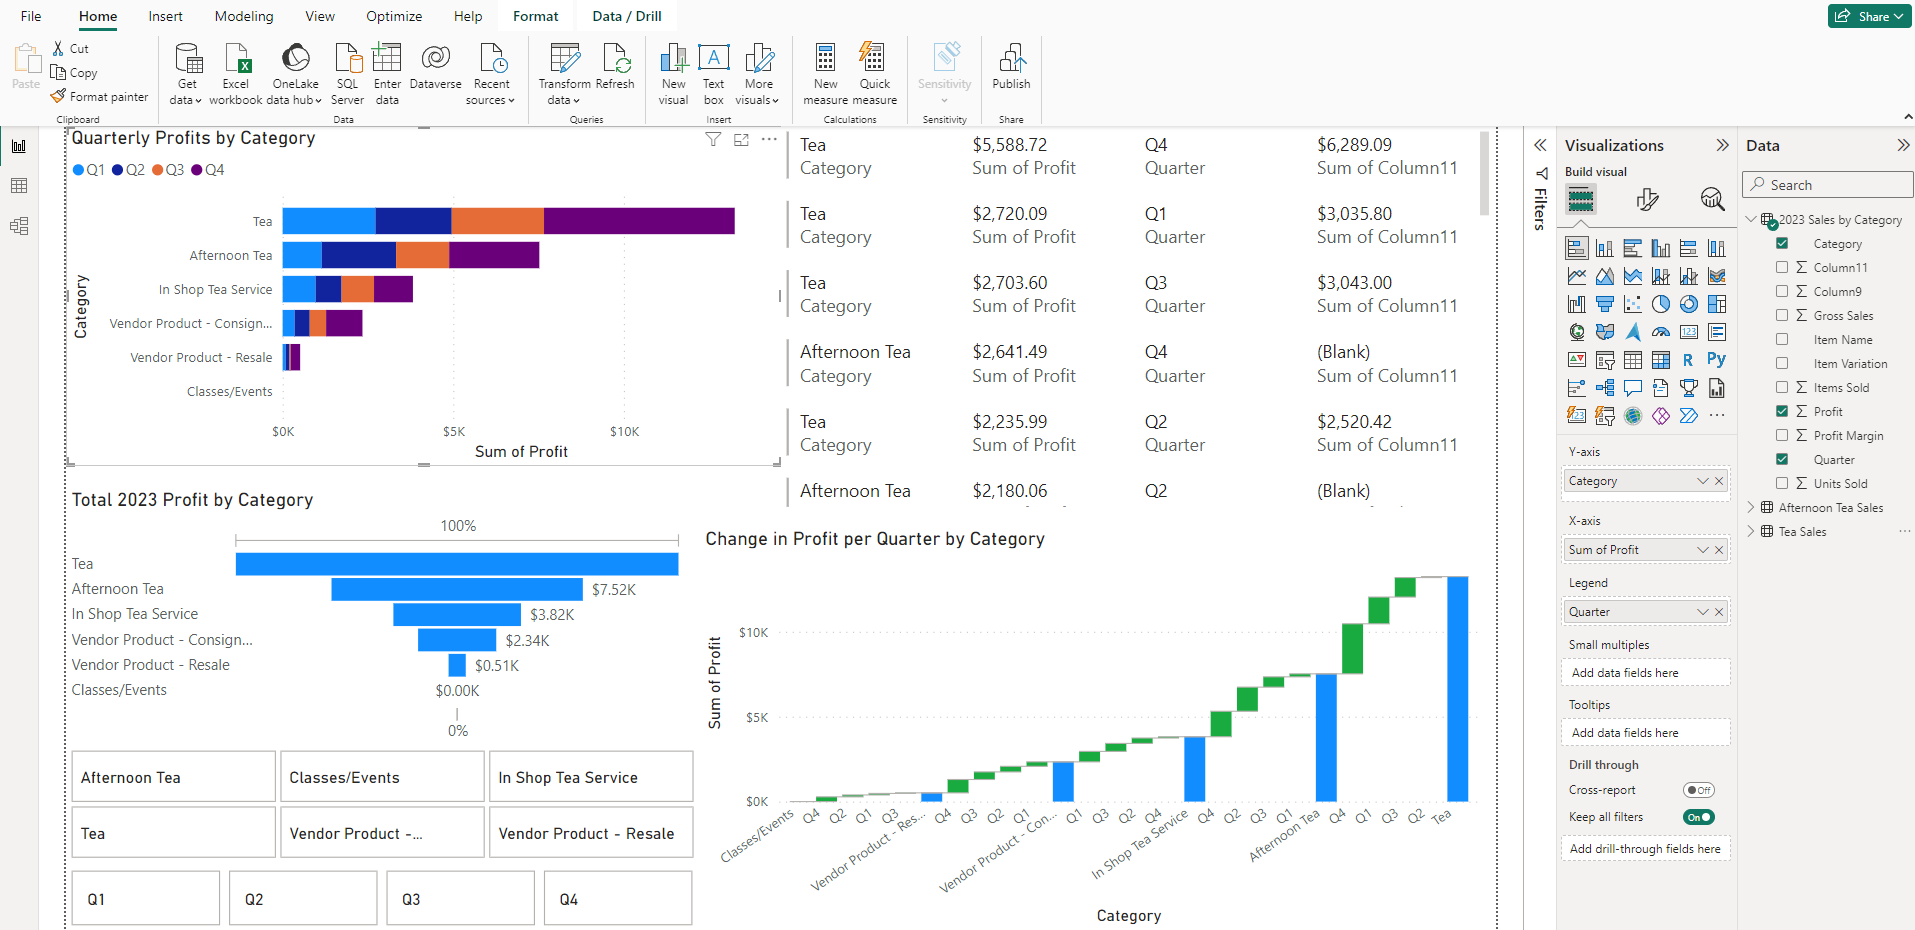 File Home Insert Modeling View Optimize Help Format Data / Drill Share
Paste
Cut
Copy
Format painter
Clipboard
Get data
Excel workbook
OneLake data hub
SQL Server
Enter data
Dataverse
Recent sources
Data
Transform data
Refresh
Queries
New visual
Text box
More visuals
Insert
New measure
Quick measure
Calculations
Sensitivity
Sensitivity
Publish
Share
Quarterly Profits by Category
Q1 Q2 Q3 Q4
Category
Tea
Afternoon Tea
In Shop Tea Service
Vendor Product - Consign...
Vendor Product - Resale
Classes/Events
$0K $5K $10K
Sum of Profit
Tea $5,588.72 Q4 $6,289.09
Category Sum of Profit Quarter Sum of Column11
Tea $2,720.09 Q1 $3,035.80
Category Sum of Profit Quarter Sum of Column11
Tea $2,703.60 Q3 $3,043.00
Category Sum of Profit Quarter Sum of Column11
Afternoon Tea $2,641.49 Q4 (Blank)
Category Sum of Profit Quarter Sum of Column11
Tea $2,235.99 Q2 $2,520.42
Category Sum of Profit Quarter Sum of Column11
Afternoon Tea $2,180.06 Q2 (Blank)
Total 2023 Profit by Category
100%
Tea
Afternoon Tea $7.52K
In Shop Tea Service $3.82K
Vendor Product - Consign... $2.34K
Vendor Product - Resale $0.51K
Classes/Events $0.00K
0%
Afternoon Tea Classes/Events In Shop Tea Service
Tea Vendor Product -... Vendor Product - Resale
Q1 Q2 Q3 Q4
Change in Profit per Quarter by Category
Sum of Profit
$10K
$5K
$0K
Classes/Events Q4 Q2 Q1 Q3 Vendor Product - Res... Q4 Q3 Q2 Q1 Vendor Product - Con... Q1 Q3 Q2 Q4 In Shop Tea Service Q4 Q2 Q3 Q1 Afternoon Tea Q4 Q1 Q3 Q2 Tea
Category
Filters
Visualizations
Build visual
R Py
123
123
Y-axis
Category
X-axis
Sum of Profit
Legend
Quarter
Small multiples
Add data fields here
Tooltips
Add data fields here
Drill through
Cross-report Off
Keep all filters On
Add drill-through fields here
Data
Search
2023 Sales by Category
Category
Column11
Column9
Gross Sales
Item Name
Item Variation
Items Sold
Profit
Profit Margin
Quarter
Units Sold
Afternoon Tea Sales
Tea Sales